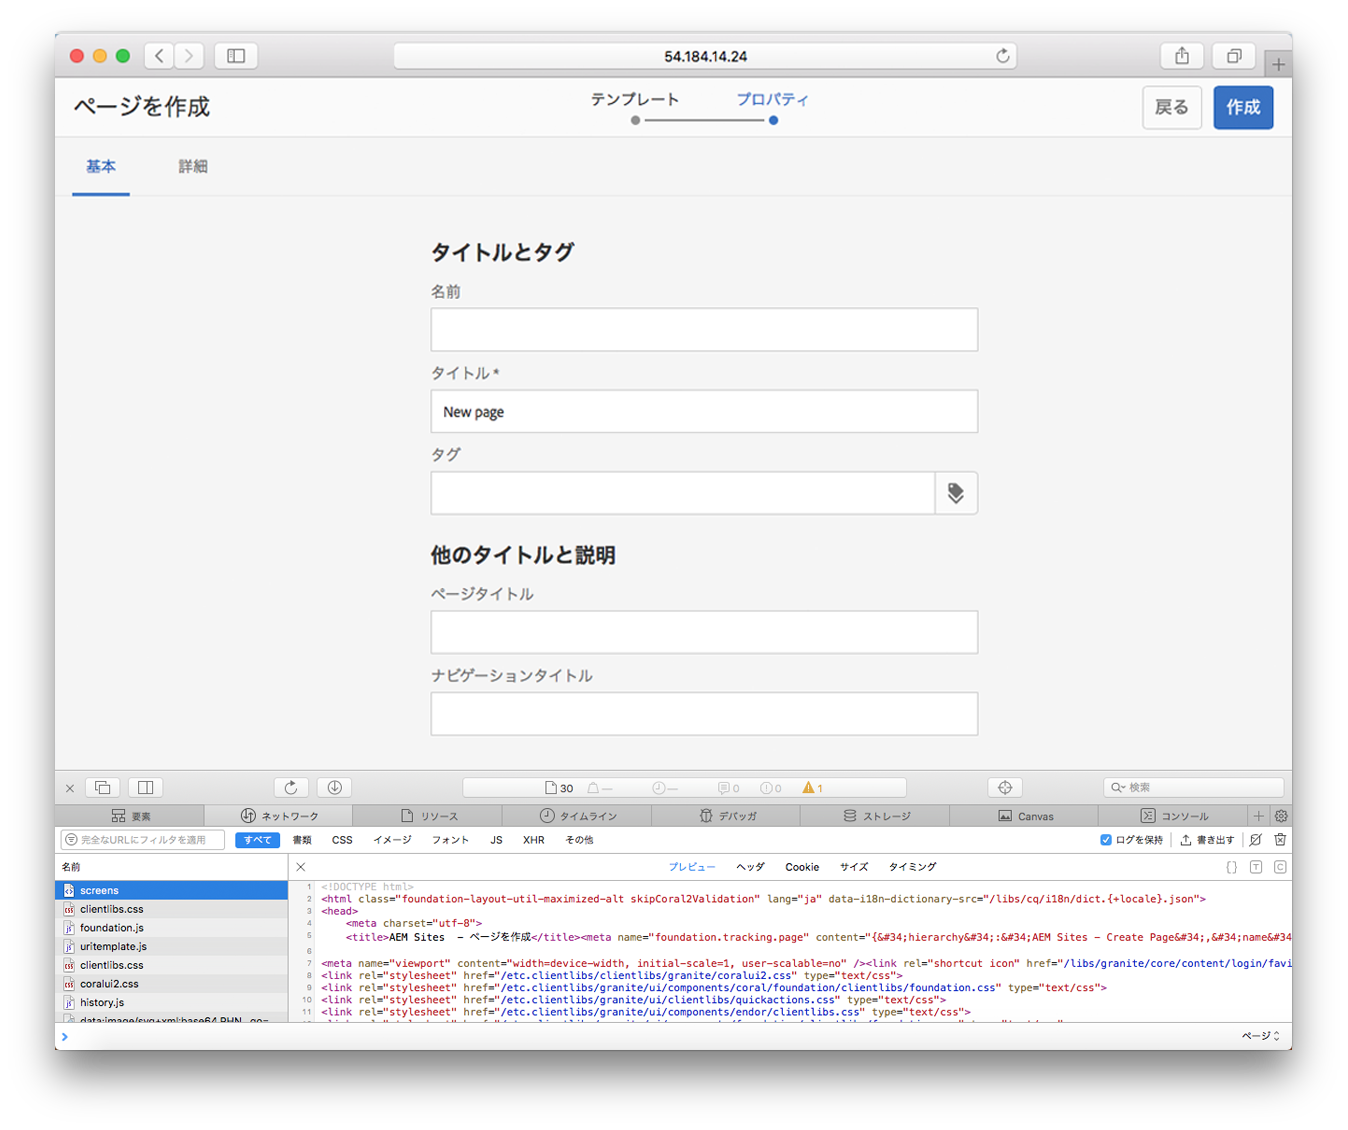 54.184.14.24
ページを作成
テンプレート プロパティ
戻る 作成
基本 詳細
タイトルとタグ
名前
タイトル *
New page
タグ
他のタイトルと説明
ページタイトル
ナビゲーションタイトル
30 — — 0 0 1 検索
要素 ネットワーク リソース タイムライン デバッガ ストレージ Canvas コンソール
完全なURLにフィルタを適用 すべて 書類 CSS イメージ フォント JS XHR その他 ログを保持 書き出す
名前 プレビュー ヘッダ Cookie サイズ タイミング
screens
clientlibs.css
foundation.js
uritemplate.js
clientlibs.css
coralui2.css
history.js
1 <!DOCTYPE html>
2 <html class="foundation-layout-util-maximized-alt skipCoral2Validation" lang="ja" data-i18n-dictionary-src="/libs/cq/i18n/dict.{+locale}.json">
3 <head>
4 <meta charset="utf-8">
5 <title>AEM Sites – ページを作成</title><meta name="foundation.tracking.page" content="{&#34;hierarchy&#34;:&#34;AEM Sites – Create Page&#34;,&#34;name&#34
6
7 <meta name="viewport" content="width=device-width, initial-scale=1, user-scalable=no" /><link rel="shortcut icon" href="/libs/granite/core/content/login/favi
8 <link rel="stylesheet" href="/etc.clientlibs/clientlibs/granite/coralui2.css" type="text/css">
9 <link rel="stylesheet" href="/etc.clientlibs/granite/ui/components/coral/foundation/clientlibs/foundation.css" type="text/css">
10 <link rel="stylesheet" href="/etc.clientlibs/granite/ui/clientlibs/quickactions.css" type="text/css">
11 <link rel="stylesheet" href="/etc.clientlibs/granite/ui/components/endor/clientlibs.css" type="text/css">
ページ